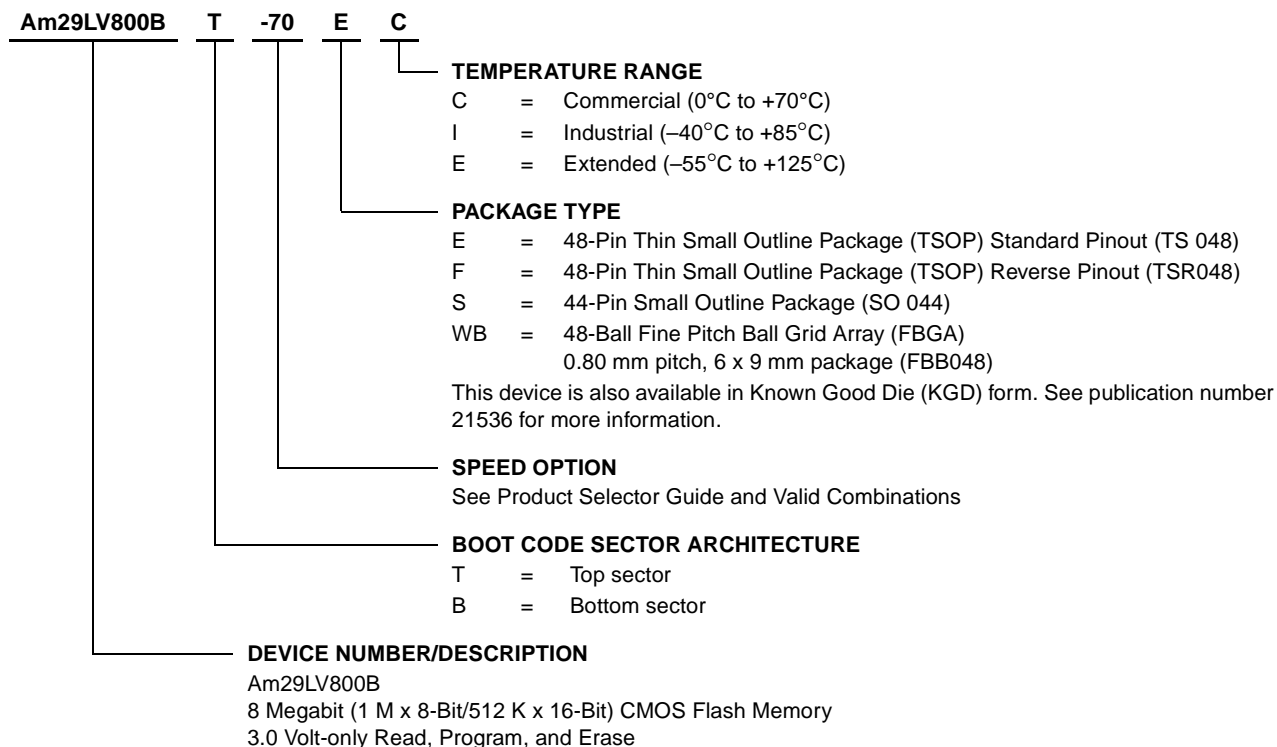 Am29LV800B T -70 E C
TEMPERATURE RANGE
C = Commercial (0°C to +70°C)
I = Industrial (–40°C to +85°C)
E = Extended (–55°C to +125°C)
PACKAGE TYPE
E = 48-Pin Thin Small Outline Package (TSOP) Standard Pinout (TS 048)
F = 48-Pin Thin Small Outline Package (TSOP) Reverse Pinout (TSR048)
S = 44-Pin Small Outline Package (SO 044)
WB = 48-Ball Fine Pitch Ball Grid Array (FBGA)
0.80 mm pitch, 6 x 9 mm package (FBB048)
This device is also available in Known Good Die (KGD) form. See publication number
21536 for more information.
SPEED OPTION
See Product Selector Guide and Valid Combinations
BOOT CODE SECTOR ARCHITECTURE
T = Top sector
B = Bottom sector
DEVICE NUMBER/DESCRIPTION
Am29LV800B
8 Megabit (1 M x 8-Bit/512 K x 16-Bit) CMOS Flash Memory
3.0 Volt-only Read, Program, and Erase